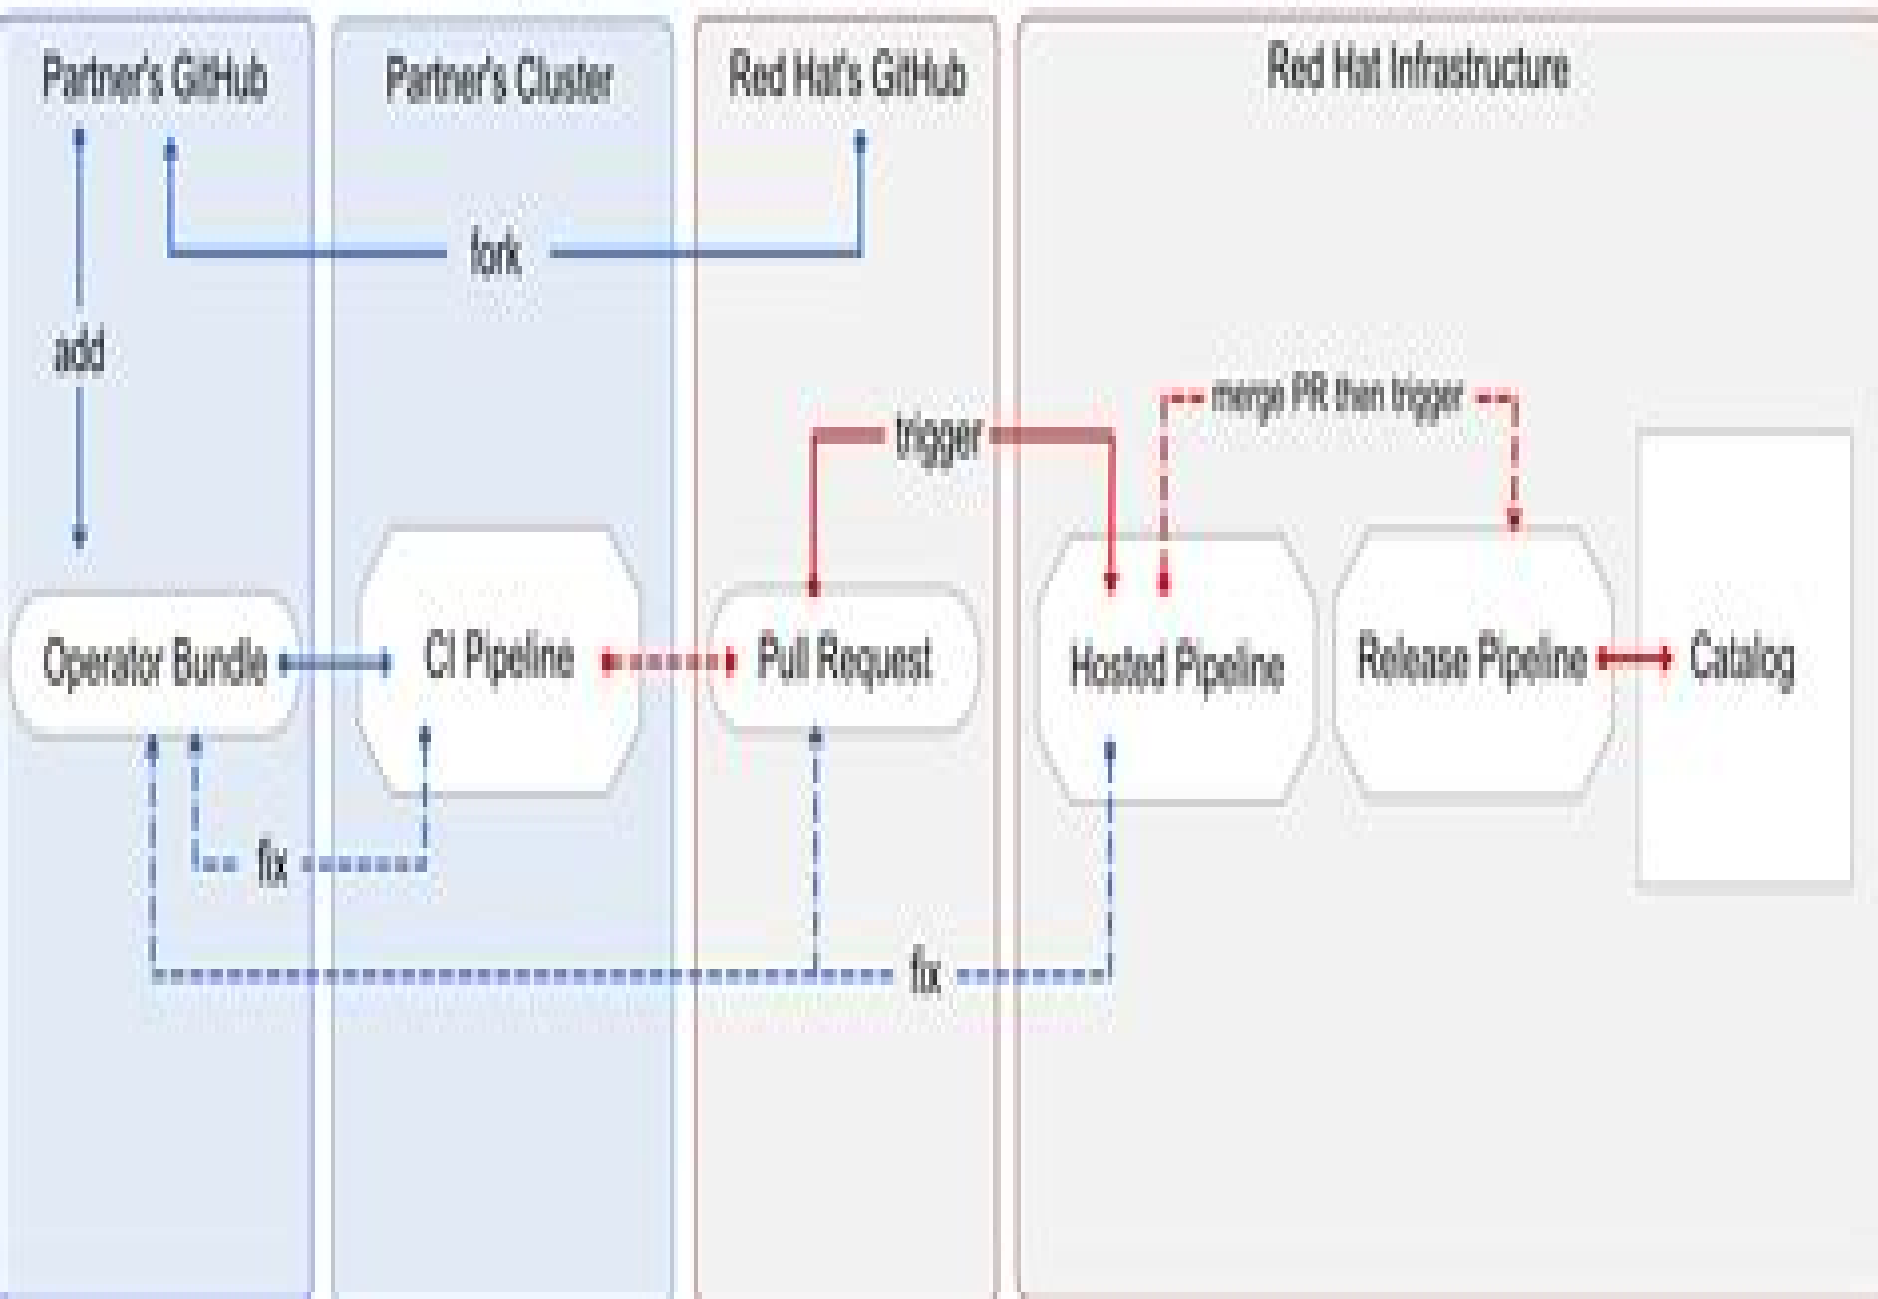 Partner's GitHub
Partner's Cluster
Red Hat's GitHub
Red Hat Infrastructure
fork
add
merge PR then trigger
trigger
Operator Bundle
CI Pipeline
Pull Request
Hosted Pipeline
Release Pipeline
Catalog
fix
fix